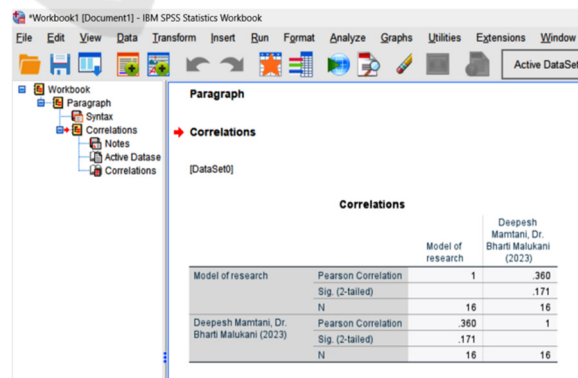 *Workbook1 [Document1] - IBM SPSS Statistics Workbook
File Edit View Data Transform Insert Run Format Analyze Graphs Utilities Extensions Window
Active DataSet
Workbook
Paragraph
Syntax
Correlations
Notes
Active Datase
Correlations
Paragraph
Correlations
[DataSet0]
Correlations
Model of research
Deepesh Mamtani, Dr. Bharti Malukani (2023)
Model of research Pearson Correlation 1 .360
Sig. (2-tailed) .171
N 16 16
Deepesh Mamtani, Dr. Bharti Malukani (2023) Pearson Correlation .360 1
Sig. (2-tailed) .171
N 16 16